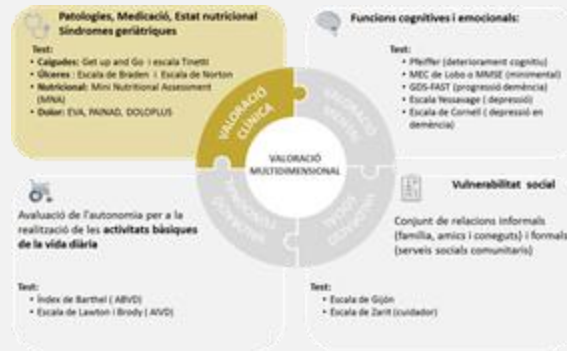 Patologies, Medicació, Estat nutricional
Síndromes geriàtriques
Test:
• Caigudes: Get up and Go i escala Tinetti
• Úlceres : Escala de Braden i Escala de Norton
• Nutricional: Mini Nutritional Assessment
(MNA)
• Dolor: EVA, PAINAD, DOLOPLUS
Funcions cognitives i emocionals:
Test:
• Pfeiffer (deteriorament cognitiu)
• MEC de Lobo o MMSE (minimental)
• GDS-FAST (progressió demència)
• Escala Yessavage ( depressió)
• Escala de Cornell ( depressió en
demència)
VALORACIÓ
CLÍNICA
VALORACIÓ
VALORACIÓ
MULTIDIMENSIONAL
VALORACIÓ
FUNCIONAL
VALORACIÓ
SOCIAL
Avaluació de l'autonomia per a la
realització de les activitats bàsiques
de la vida diària
Test:
• Índex de Barthel ( ABVD)
• Escala de Lawton i Brody ( AIVD)
Vulnerabilitat social
Conjunt de relacions informals
(família, amics i coneguts) i formals
(serveis socials comunitaris)
Test:
• Escala de Gijón
• Escala de Zarit (cuidador)